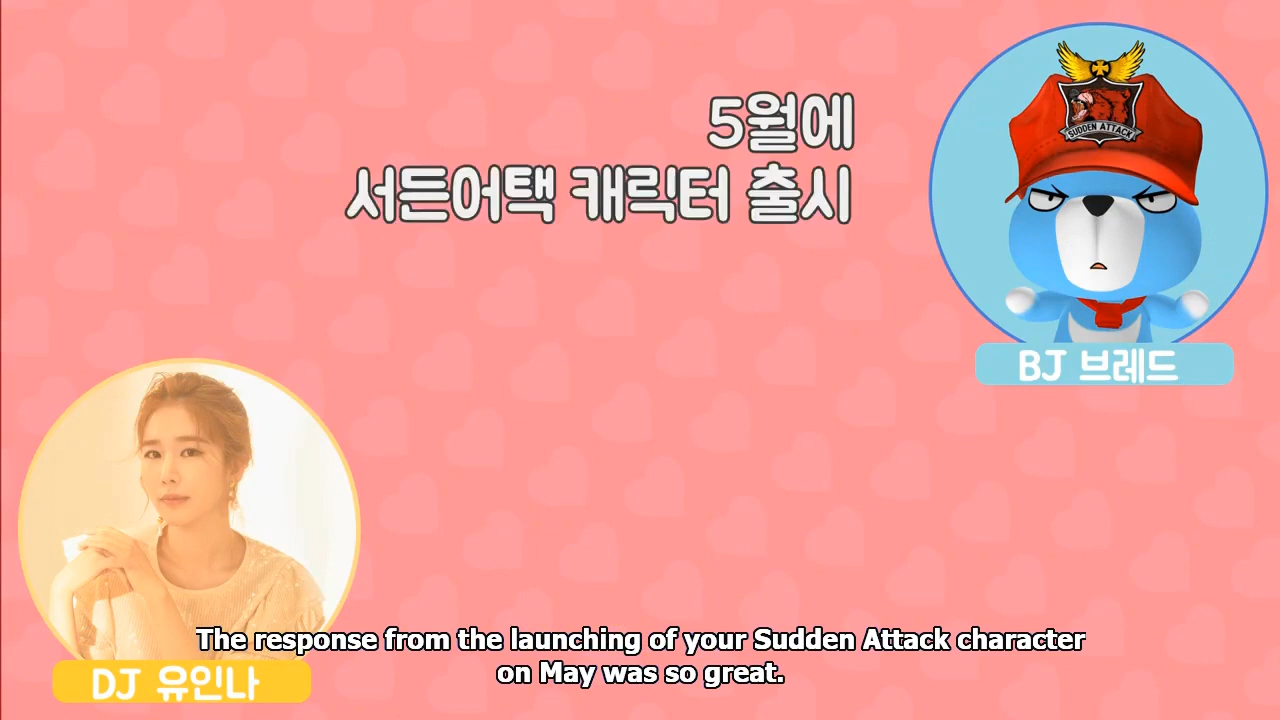 5월에
서든어택 캐릭터 출시
SUDDEN ATTACK
BJ 브레드
The response from the launching of your Sudden Attack character
on May was so great.
DJ 유인나